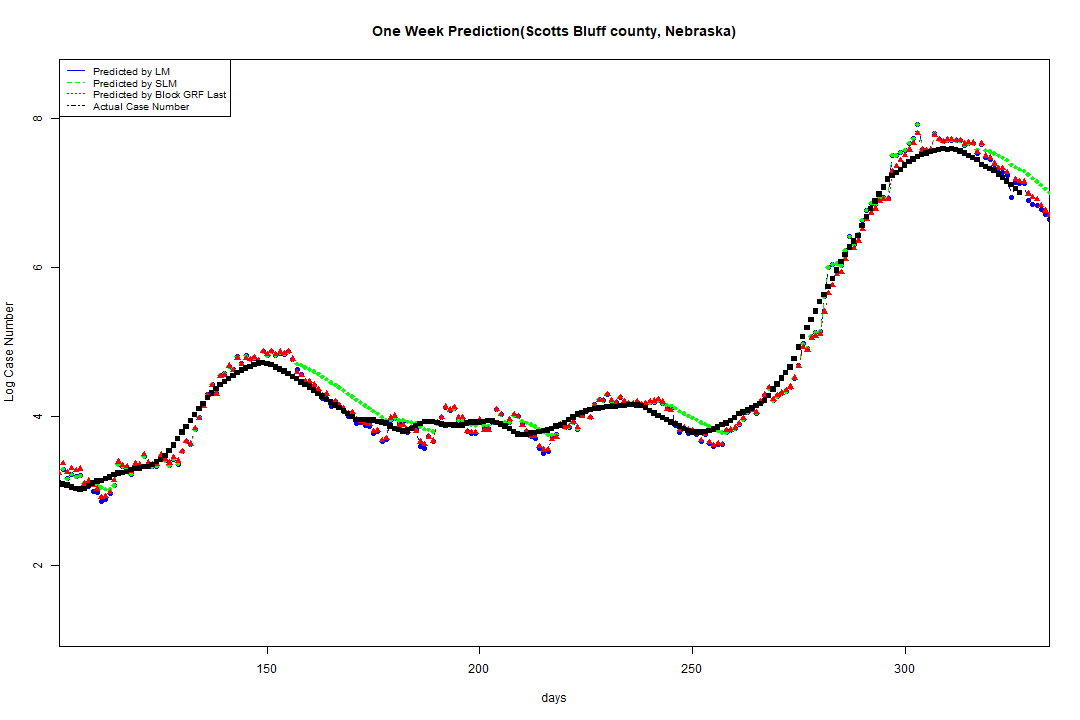 One Week Prediction(Scotts Bluff county, Nebraska)
Predicted by LM
Predicted by SLM
Predicted by Block GRF Last
Actual Case Number
8
6
4
2
Log Case Number
150 200 250 300
days